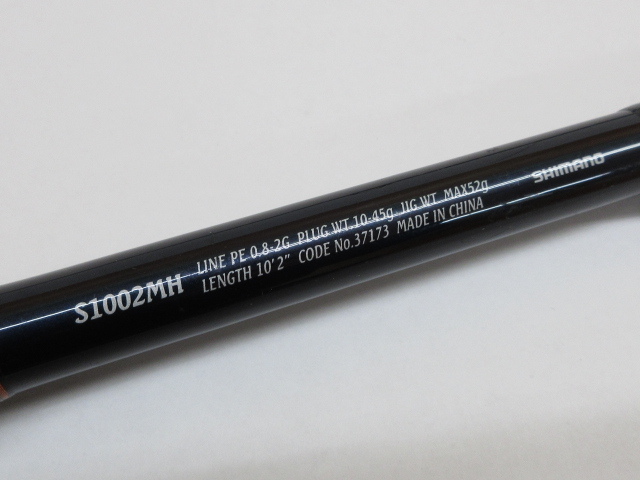 S1002MH
LINE PE 0.8-2G PLUG WT 10-45g JIG WT MAX52g
LENGTH 10'2" CODE No.37173 MADE IN CHINA
SHIMANO